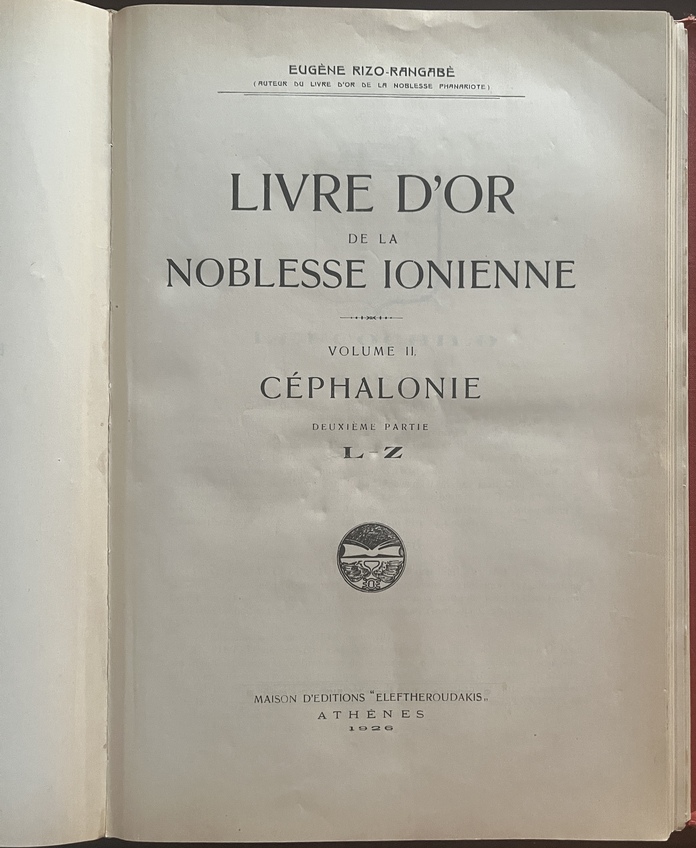 EUGÈNE RIZO-RANGABÈ
(AUTEUR DU LIVRE D'OR DE LA NOBLESSE PHANARIOTE)
LIVRE D'OR
DE LA
NOBLESSE IONIENNE
VOLUME II.
CÉPHALONIE
DEUXIÈME PARTIE
L-Z
MAISON D'EDITIONS “ELEFTHEROUDAKIS„
ATHÈNES
1926